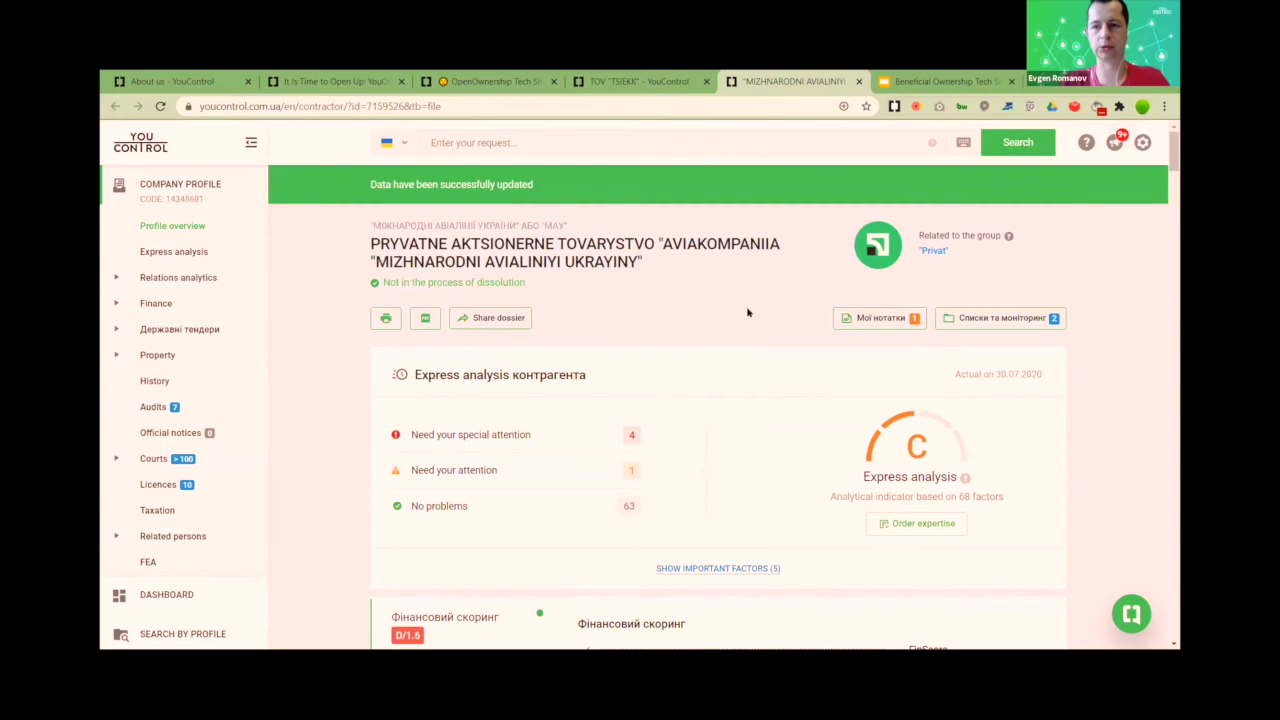 YOU CONTROL
Evgen Romanov
About us - YouControl
It Is Time to Open Up: YouC
OpenOwnership Tech Sh
TOV "TSIEKK" - YouControl
"MIZHNARODNI AVIALINIYI
Beneficial Ownership Tech S
youcontrol.com.ua/en/contractor/?id=7159526&tb=file
YOU
CONTROL
Enter your request...
Search
9+
COMPANY PROFILE
CODE: 14348681
Profile overview
Express analysis
Relations analytics
Finance
Державні тендери
Property
History
Audits 7
Official notices 0
Courts > 100
Licences 10
Taxation
Related persons
FEA
DASHBOARD
SEARCH BY PROFILE
Data have been successfully updated
"МІЖНАРОДНІ АВІАЛІНІЇ УКРАЇНИ" АБО "МАУ"
PRYVATNE AKTSIONERNE TOVARYSTVO "AVIAKOMPANIIA
"MIZHNARODNI AVIALINIYI UKRAYINY"
Not in the process of dissolution
Related to the group
"Privat"
Share dossier
Мої нотатки 1
Списки та моніторинг 2
Express analysis контрагента
Actual on 30.07.2020
Need your special attention 4
Need your attention 1
No problems 63
C
Express analysis
Analytical indicator based on 68 factors
Order expertise
SHOW IMPORTANT FACTORS (5)
Фінансовий скоринг
D/1.6
Фінансовий скоринг
FinScore